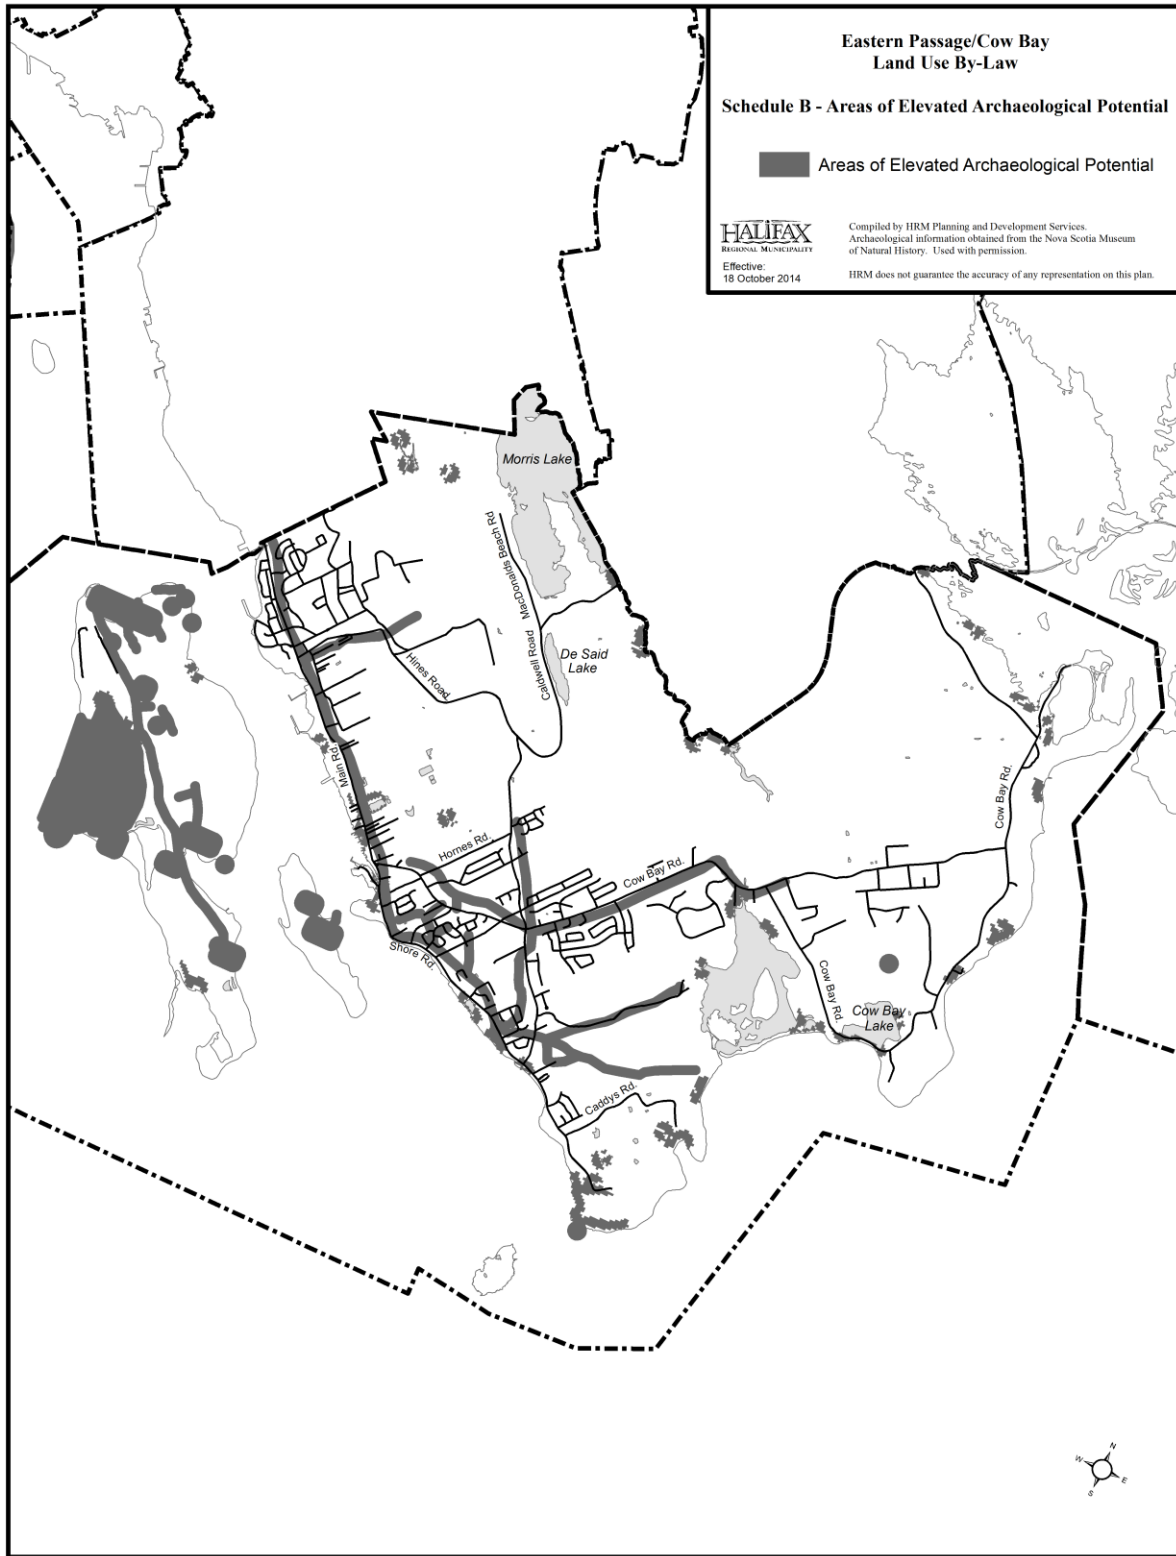 Eastern Passage/Cow Bay
Land Use By-Law
Schedule B - Areas of Elevated Archaeological Potential
Areas of Elevated Archaeological Potential
HALIFAX
REGIONAL MUNICIPALITY
Effective:
18 October 2014
Compiled by HRM Planning and Development Services.
Archaeological information obtained from the Nova Scotia Museum
of Natural History. Used with permission.
HRM does not guarantee the accuracy of any representation on this plan.
Morris Lake
MacDonalds Beach Rd
Caldwell Road
De Said
Lake
Hines Road
Main Rd.
Hornes Rd.
Cow Bay Rd.
Cow Bay Rd.
Shore Rd.
Cow Bay Rd.
Cow Bay
Lake
Caddys Rd.
N
W
E
S